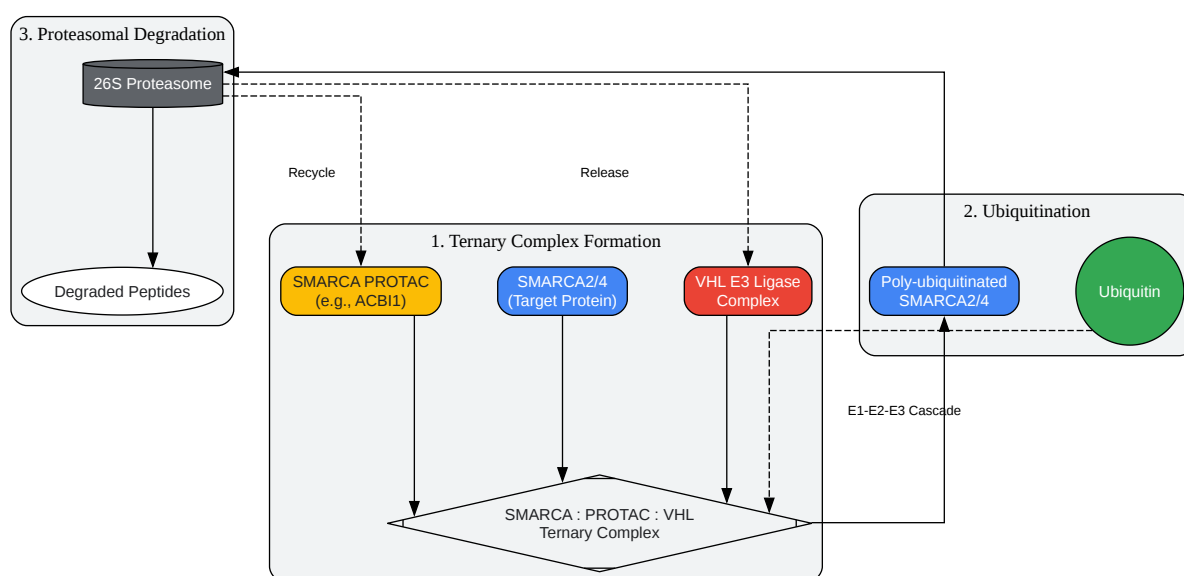 3. Proteasomal Degradation
26S Proteasome
Recycle
Release
Degraded Peptides
1. Ternary Complex Formation
SMARCA PROTAC
(e.g., ACBI1)
SMARCA2/4
(Target Protein)
VHL E3 Ligase
Complex
SMARCA : PROTAC : VHL
Ternary Complex
2. Ubiquitination
Poly-ubiquitinated
SMARCA2/4
Ubiquitin
E1-E2-E3 Cascade